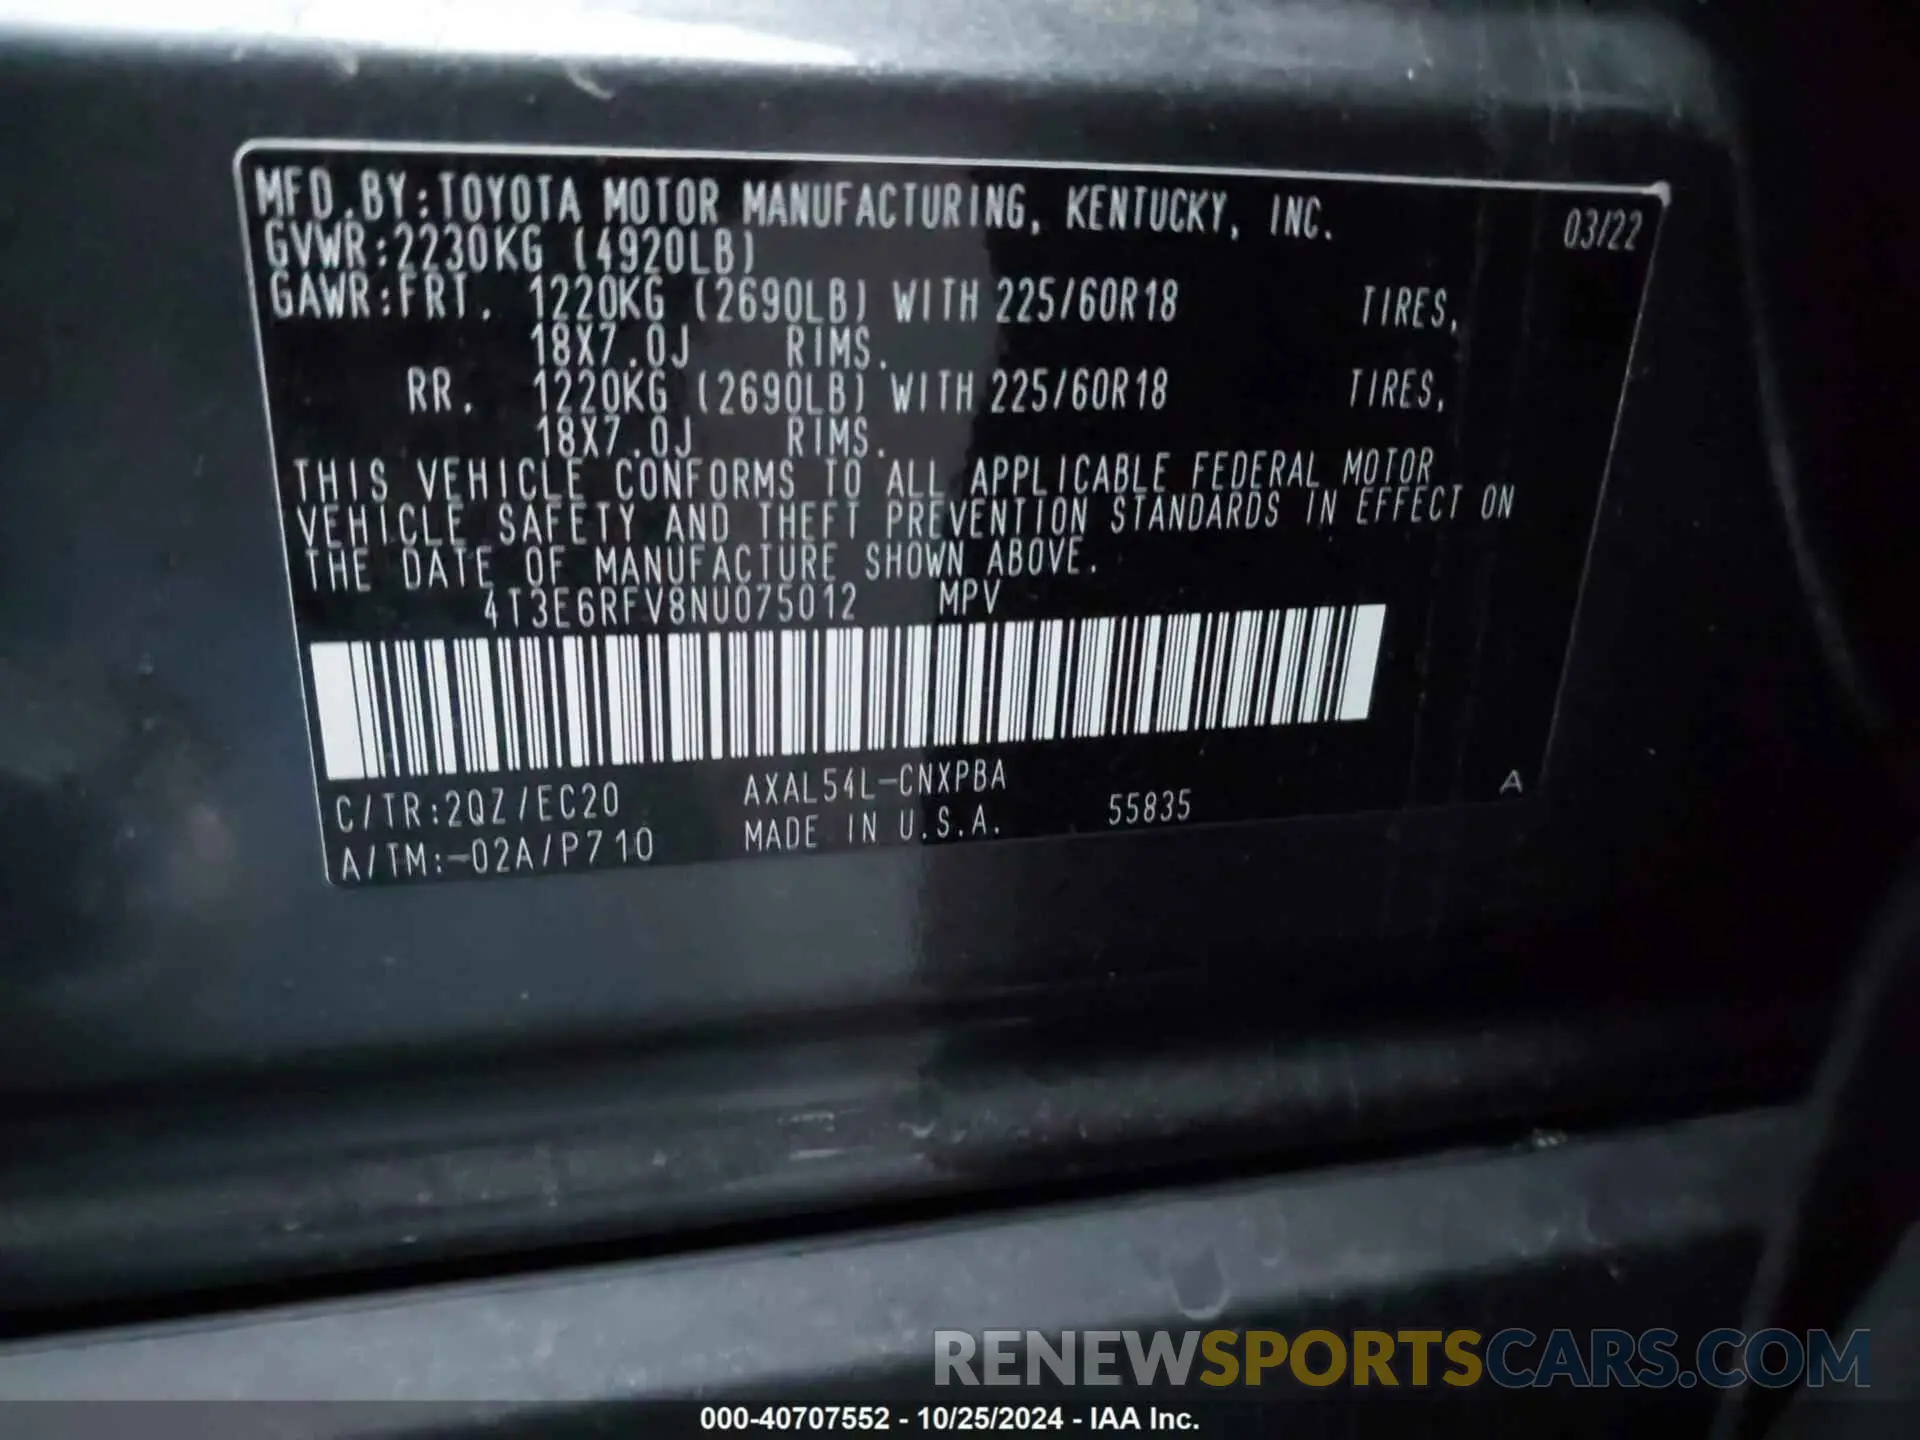 MFD.BY:TOYOTA MOTOR MANUFACTURING, KENTUCKY, INC. 03/22
GVWR:2230KG (4920LB)
GAWR:FRT. 1220KG (2690LB) WITH 225/60R18 TIRES,
18X7.0J RIMS.
RR. 1220KG (2690LB) WITH 225/60R18 TIRES,
18X7.0J RIMS.
THIS VEHICLE CONFORMS TO ALL APPLICABLE FEDERAL MOTOR
VEHICLE SAFETY AND THEFT PREVENTION STANDARDS IN EFFECT ON
THE DATE OF MANUFACTURE SHOWN ABOVE.
4T3E6RFV8NU075012 MPV
C/TR:2QZ/EC20 AXAL54L-CNXPBA A
A/TM:-02A/P710 MADE IN U.S.A. 55835
RENEWSPORTSCARS.COM
000-40707552 - 10/25/2024 - IAA Inc.